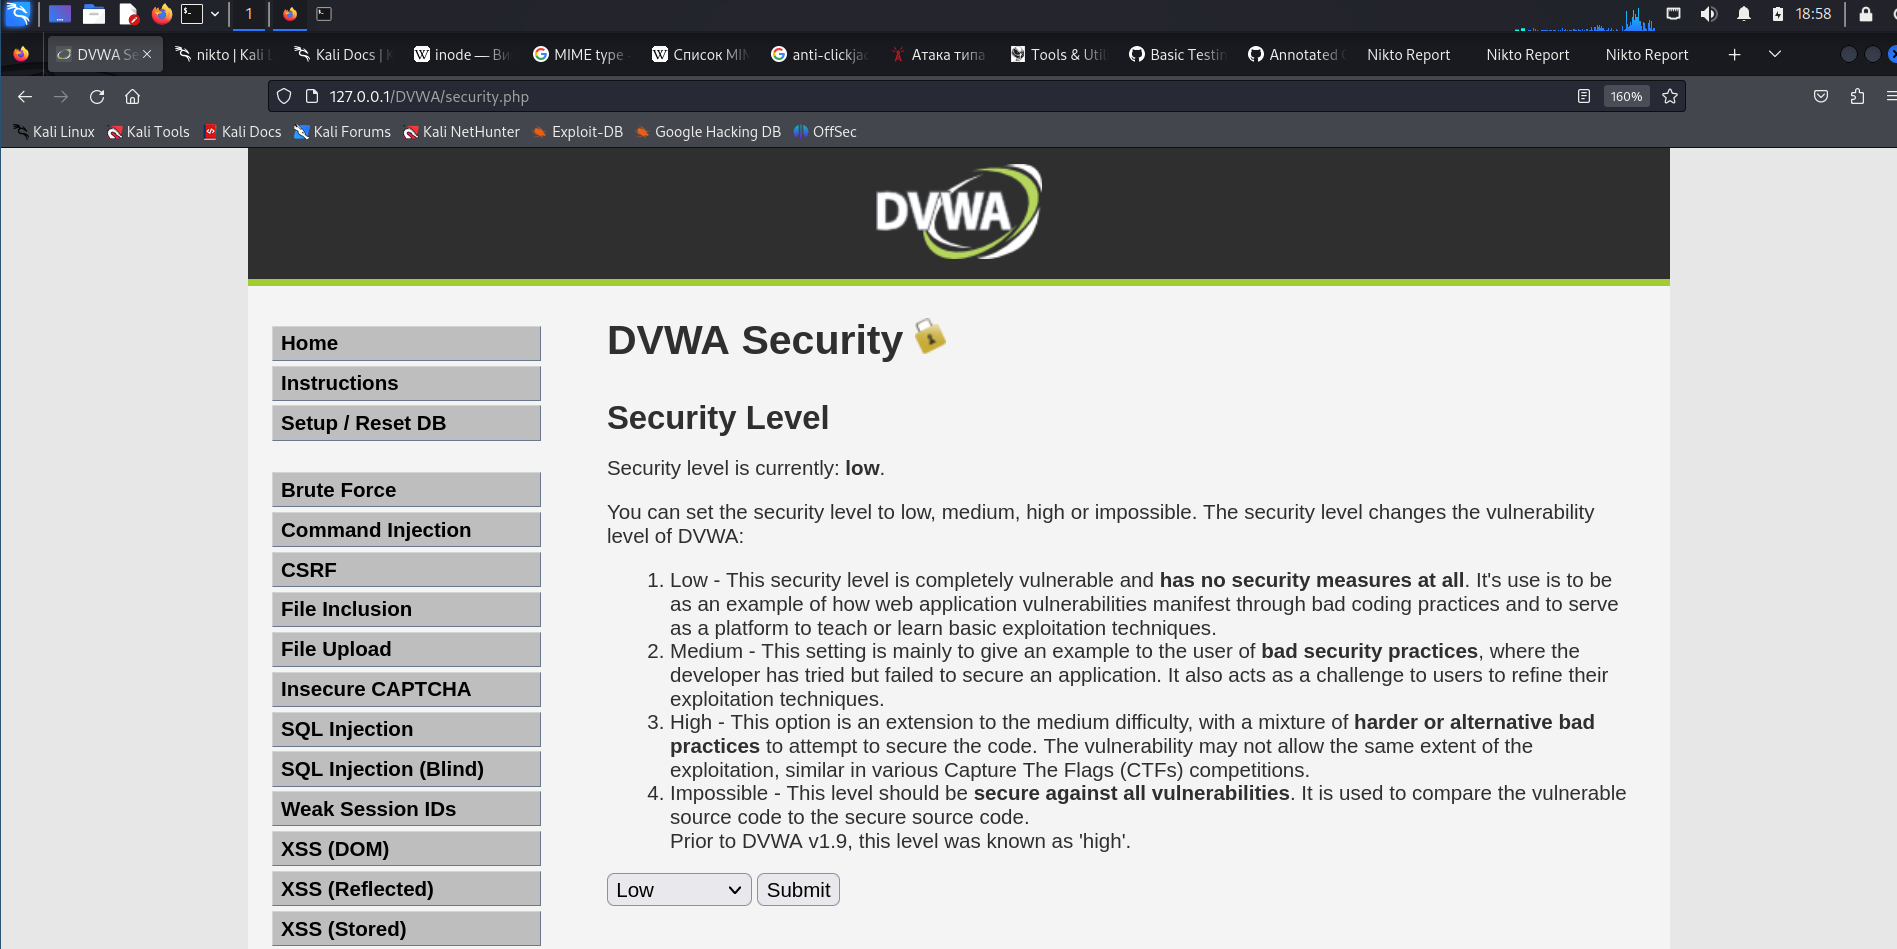 1
18:58
DVWA Se
nikto | Kali L
Kali Docs | K
inode — Ви
MIME type
Список MIM
anti-clickjac
Атака типа
Tools & Util
Basic Testin
Annotated
Nikto Report
Nikto Report
Nikto Report
127.0.0.1/DVWA/security.php
160%
Kali Linux
Kali Tools
Kali Docs
Kali Forums
Kali NetHunter
Exploit-DB
Google Hacking DB
OffSec
DVWA
Home
Instructions
Setup / Reset DB
Brute Force
Command Injection
CSRF
File Inclusion
File Upload
Insecure CAPTCHA
SQL Injection
SQL Injection (Blind)
Weak Session IDs
XSS (DOM)
XSS (Reflected)
XSS (Stored)
DVWA Security
Security Level
Security level is currently: low.
You can set the security level to low, medium, high or impossible. The security level changes the vulnerability
level of DVWA:
1. Low - This security level is completely vulnerable and has no security measures at all. It's use is to be
as an example of how web application vulnerabilities manifest through bad coding practices and to serve
as a platform to teach or learn basic exploitation techniques.
2. Medium - This setting is mainly to give an example to the user of bad security practices, where the
developer has tried but failed to secure an application. It also acts as a challenge to users to refine their
exploitation techniques.
3. High - This option is an extension to the medium difficulty, with a mixture of harder or alternative bad
practices to attempt to secure the code. The vulnerability may not allow the same extent of the
exploitation, similar in various Capture The Flags (CTFs) competitions.
4. Impossible - This level should be secure against all vulnerabilities. It is used to compare the vulnerable
source code to the secure source code.
Prior to DVWA v1.9, this level was known as 'high'.
Low
Submit